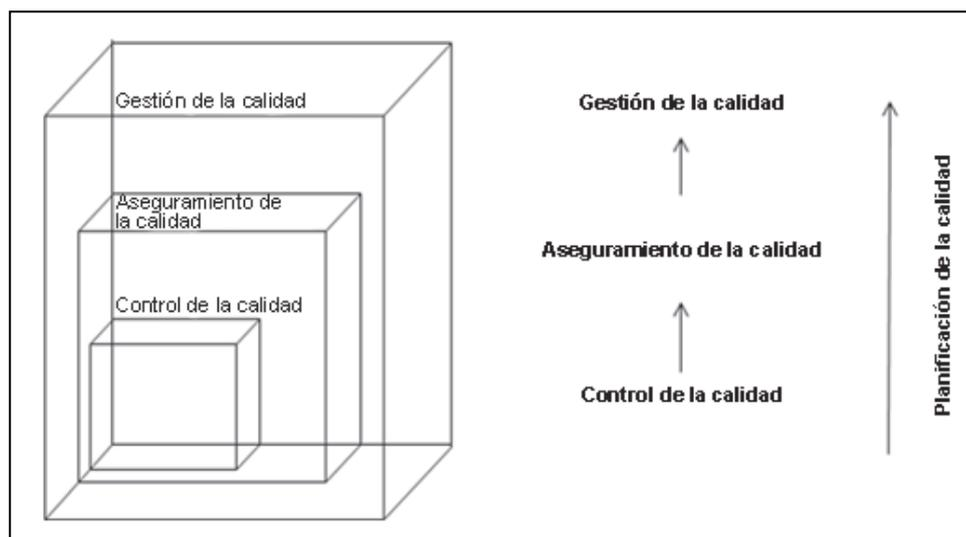 Gestión de la calidad
Aseguramiento de
la calidad
Control de la calidad
Gestión de la calidad
Aseguramiento de la calidad
Control de la calidad
Planificación de la calidad